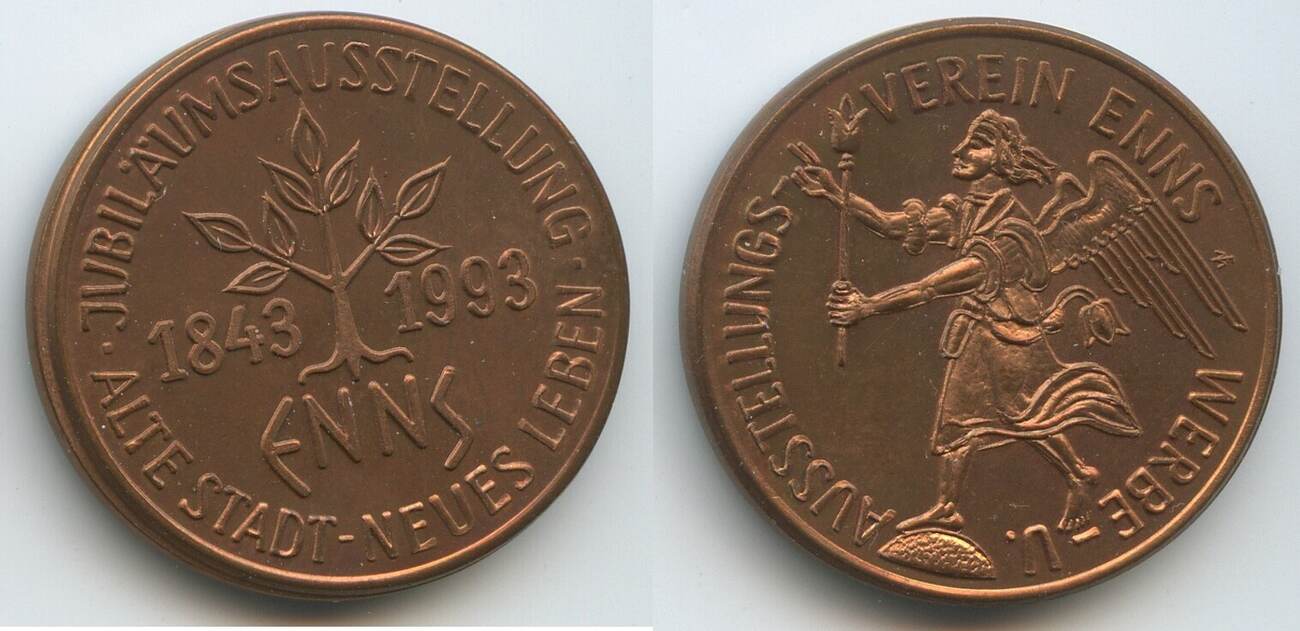 ·JUBILÄUMSAUSSTELLUNG·
1843 1993
ENNS
ALTE STADT-NEUES LEBEN
AUSSTELLUNGS VEREIN ENNS WERBE-U.